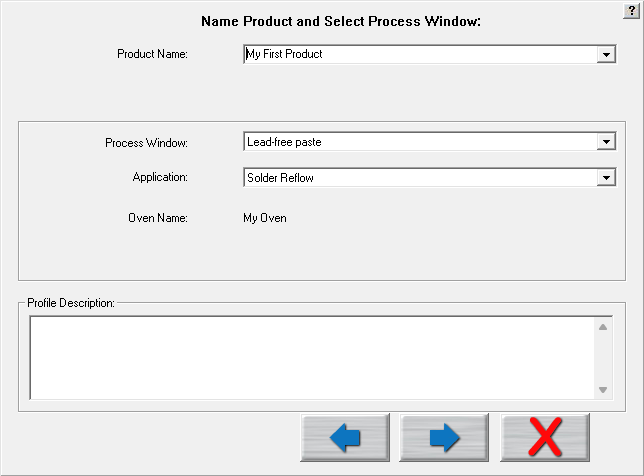 ?
Name Product and Select Process Window:
Product Name: My First Product
Process Window: Lead-free paste
Application: Solder Reflow
Oven Name: My Oven
Profile Description: